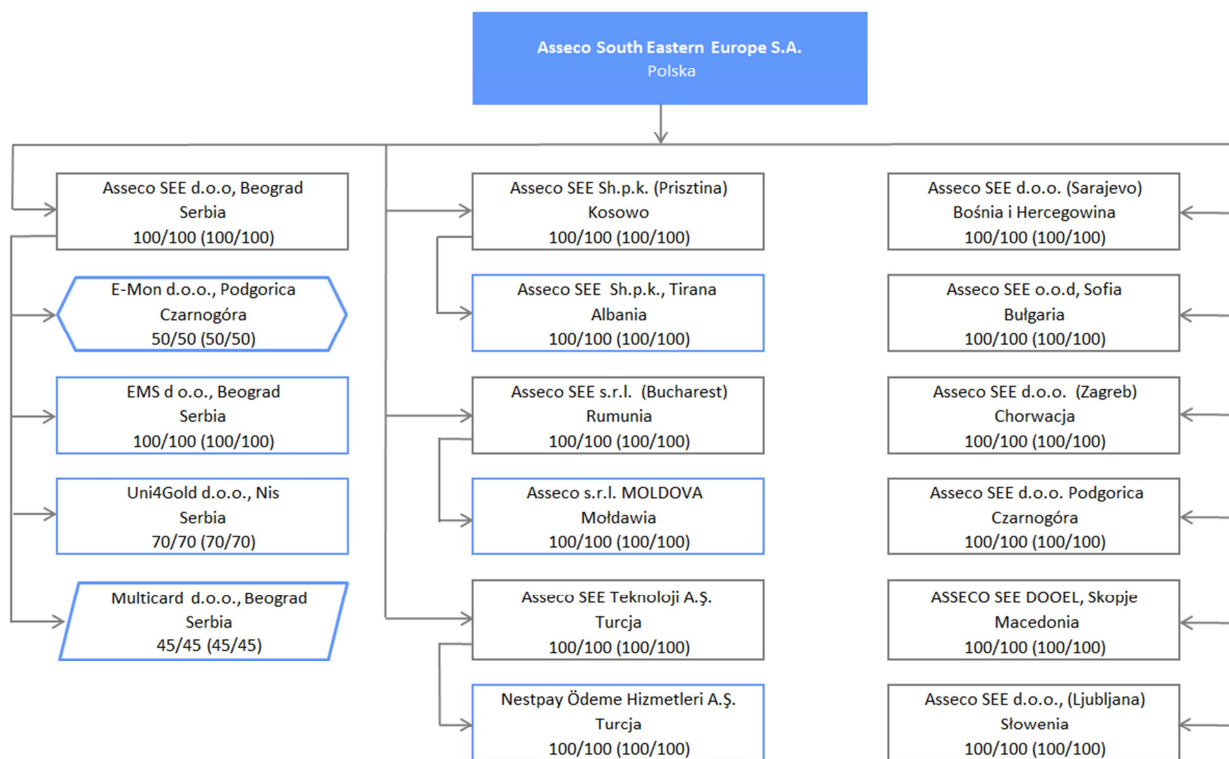 Asseco South Eastern Europe S.A.
Polska
Asseco SEE d.o.o, Beograd
Serbia
100/100 (100/100)
E-Mon d.o.o., Podgorica
Czarnogóra
50/50 (50/50)
EMS d o.o., Beograd
Serbia
100/100 (100/100)
Uni4Gold d.o.o., Nis
Serbia
70/70 (70/70)
Multicard d.o.o., Beograd
Serbia
45/45 (45/45)
Asseco SEE Sh.p.k. (Prisztina)
Kosowo
100/100 (100/100)
Asseco SEE Sh.p.k., Tirana
Albania
100/100 (100/100)
Asseco SEE s.r.l. (Bucharest)
Rumunia
100/100 (100/100)
Asseco s.r.l. MOLDOVA
Mołdawia
100/100 (100/100)
Asseco SEE Teknoloji A.Ş.
Turcja
100/100 (100/100)
Nestpay Ödeme Hizmetleri A.Ş.
Turcja
100/100 (100/100)
Asseco SEE d.o.o. (Sarajevo)
Bośnia i Hercegowina
100/100 (100/100)
Asseco SEE o.o.d, Sofia
Bułgaria
100/100 (100/100)
Asseco SEE d.o.o. (Zagreb)
Chorwacja
100/100 (100/100)
Asseco SEE d.o.o. Podgorica
Czarnogóra
100/100 (100/100)
ASSECO SEE DOOEL, Skopje
Macedonia
100/100 (100/100)
Asseco SEE d.o.o., (Ljubljana)
Słowenia
100/100 (100/100)